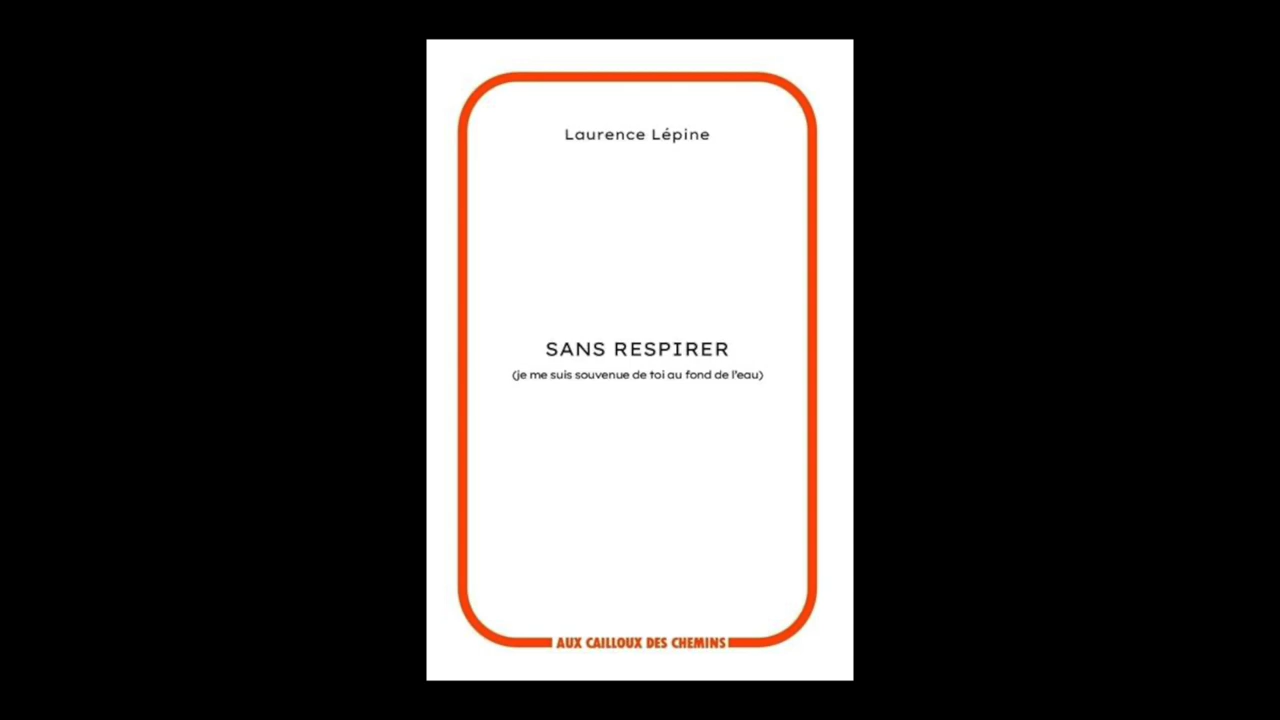 Laurence Lépine
SANS RESPIRER
(je me suis souvenue de toi au fond de l'eau)
AUX CAILLOUX DES CHEMINS